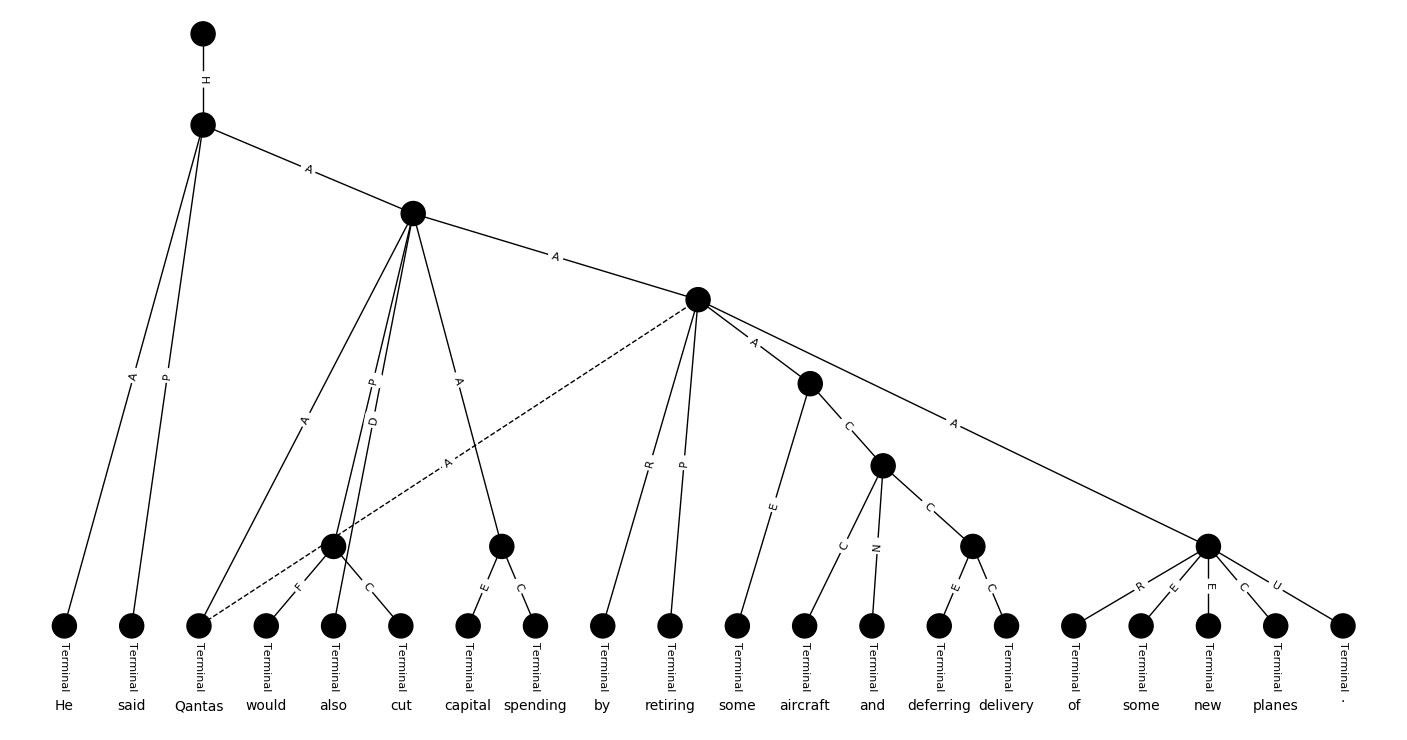 H
A
A
A
P
A
P
A
A
D
A
C
A
A
R
P
E
C
C
N
F
C
E
C
E
C
R
E
E
C
U
Terminal Terminal Terminal Terminal Terminal Terminal Terminal Terminal Terminal Terminal Terminal Terminal Terminal Terminal Terminal Terminal Terminal Terminal Terminal Terminal
He said Qantas would also cut capital spending by retiring some aircraft and deferring delivery of some new planes .